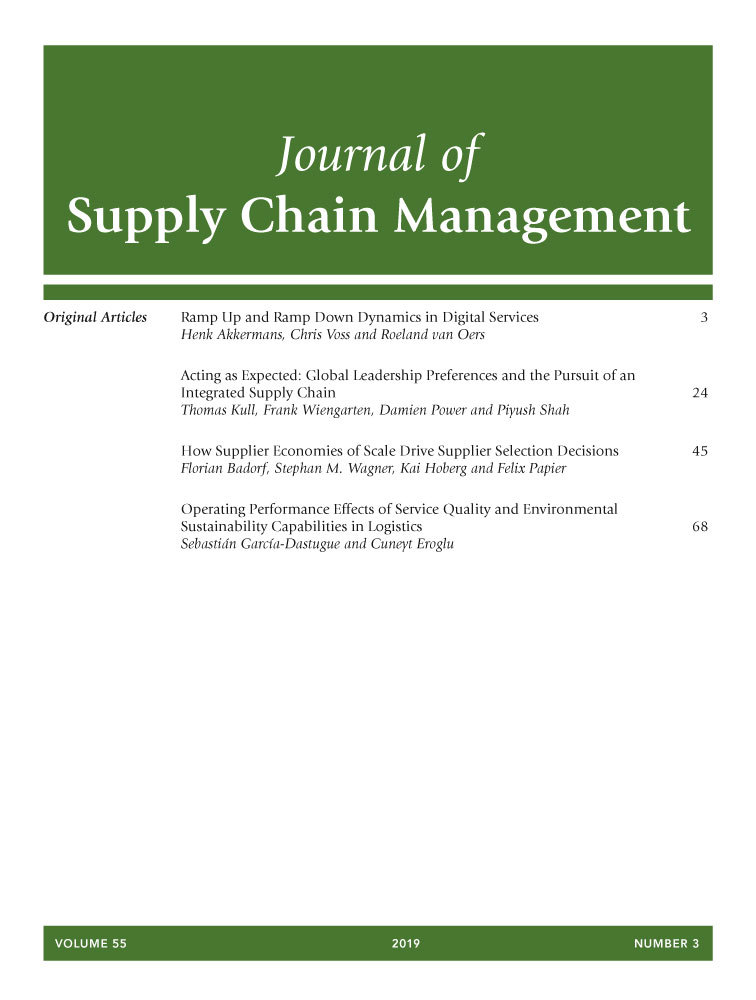 Journal of
Supply Chain Management
Original Articles Ramp Up and Ramp Down Dynamics in Digital Services 3
Henk Akkermans, Chris Voss and Roeland van Oers
Acting as Expected: Global Leadership Preferences and the Pursuit of an
Integrated Supply Chain 24
Thomas Kull, Frank Wiengarten, Damien Power and Piyush Shah
How Supplier Economies of Scale Drive Supplier Selection Decisions 45
Florian Badorf, Stephan M. Wagner, Kai Hoberg and Felix Papier
Operating Performance Effects of Service Quality and Environmental
Sustainability Capabilities in Logistics 68
Sebastián García-Dastugue and Cuneyt Eroglu
VOLUME 55 2019 NUMBER 3